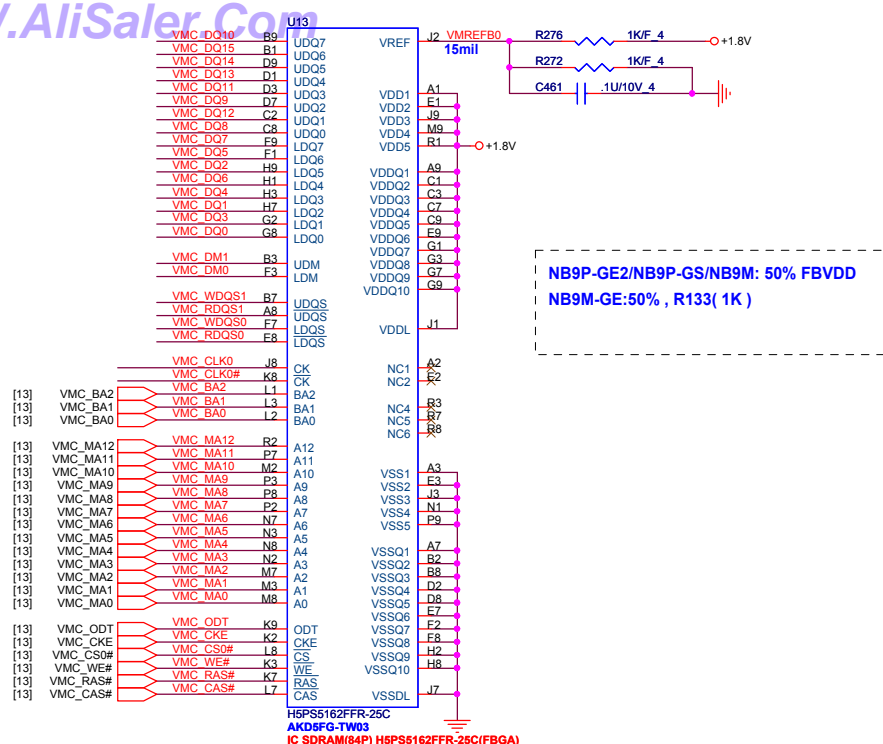 W.AliSaler.Com
U13
VMC_DQ10 B9 UDQ7 VREF J2 VMREFB0 R276 1K/F_4 +1.8V
VMC_DQ15 B1 UDQ6 15mil
VMC_DQ14 D9 UDQ5 R272 1K/F_4
VMC_DQ13 D1 UDQ4
VMC_DQ11 D3 UDQ3 VDD1 A1 C461 .1U/10V_4
VMC_DQ9 D7 UDQ2 VDD2 E1
VMC_DQ12 C2 UDQ1 VDD3 J9
VMC_DQ8 C8 UDQ0 VDD4 M9
VMC_DQ7 F9 LDQ7 VDD5 R1 +1.8V
VMC_DQ5 F1 LDQ6
VMC_DQ2 H9 LDQ5 VDDQ1 A9
VMC_DQ6 H1 LDQ4 VDDQ2 C1
VMC_DQ4 H3 LDQ3 VDDQ3 C3
VMC_DQ1 H7 LDQ2 VDDQ4 C7
VMC_DQ3 G2 LDQ1 VDDQ5 C9
VMC_DQ0 G8 LDQ0 VDDQ6 E9
VDDQ7 G1
VMC_DM1 B3 UDM VDDQ8 G3
VMC_DM0 F3 LDM VDDQ9 G7
VDDQ10 G9
NB9P-GE2/NB9P-GS/NB9M: 50% FBVDD
NB9M-GE:50% , R133( 1K )
VMC_WDQS1 B7 UDQS
VMC_RDQS1 A8 UDQS
VMC_WDQS0 F7 LDQS VDDL J1
VMC_RDQS0 E8 LDQS
VMC_CLK0 J8 CK NC1 A2
VMC_CLK0# K8 CK NC2 E2
[13] VMC_BA2 VMC_BA2 L1 BA2
[13] VMC_BA1 VMC_BA1 L3 BA1 NC4 R3
[13] VMC_BA0 VMC_BA0 L2 BA0 NC5 R7
NC6 R8
[13] VMC_MA12 VMC_MA12 R2 A12
[13] VMC_MA11 VMC_MA11 P7 A11
[13] VMC_MA10 VMC_MA10 M2 A10 VSS1 A3
[13] VMC_MA9 VMC_MA9 P3 A9 VSS2 E3
[13] VMC_MA8 VMC_MA8 P8 A8 VSS3 J3
[13] VMC_MA7 VMC_MA7 P2 A7 VSS4 N1
[13] VMC_MA6 VMC_MA6 N7 A6 VSS5 P9
[13] VMC_MA5 VMC_MA5 N3 A5
[13] VMC_MA4 VMC_MA4 N8 A4 VSSQ1 A7
[13] VMC_MA3 VMC_MA3 N2 A3 VSSQ2 B2
[13] VMC_MA2 VMC_MA2 M7 A2 VSSQ3 B8
[13] VMC_MA1 VMC_MA1 M3 A1 VSSQ4 D2
[13] VMC_MA0 VMC_MA0 M8 A0 VSSQ5 D8
VSSQ6 E7
[13] VMC_ODT VMC_ODT K9 ODT VSSQ7 F2
[13] VMC_CKE VMC_CKE K2 CKE VSSQ8 F8
[13] VMC_CS0# VMC_CS0# L8 CS VSSQ9 H2
[13] VMC_WE# VMC_WE# K3 WE VSSQ10 H8
[13] VMC_RAS# VMC_RAS# K7 RAS
[13] VMC_CAS# VMC_CAS# L7 CAS VSSDL J7
H5PS5162FFR-25C
AKD5FG-TW03
IC SDRAM(84P) H5PS5162FFR-25C(FBGA)